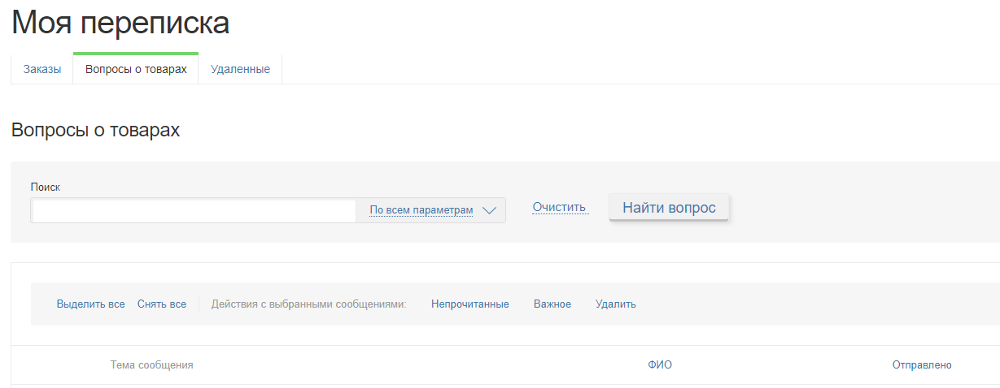 Моя переписка
Заказы Вопросы о товарах Удаленные
Вопросы о товарах
Поиск
По всем параметрам Очистить Найти вопрос
Выделить все Снять все Действия с выбранными сообщениями: Непрочитанные Важное Удалить
Тема сообщения ФИО Отправлено